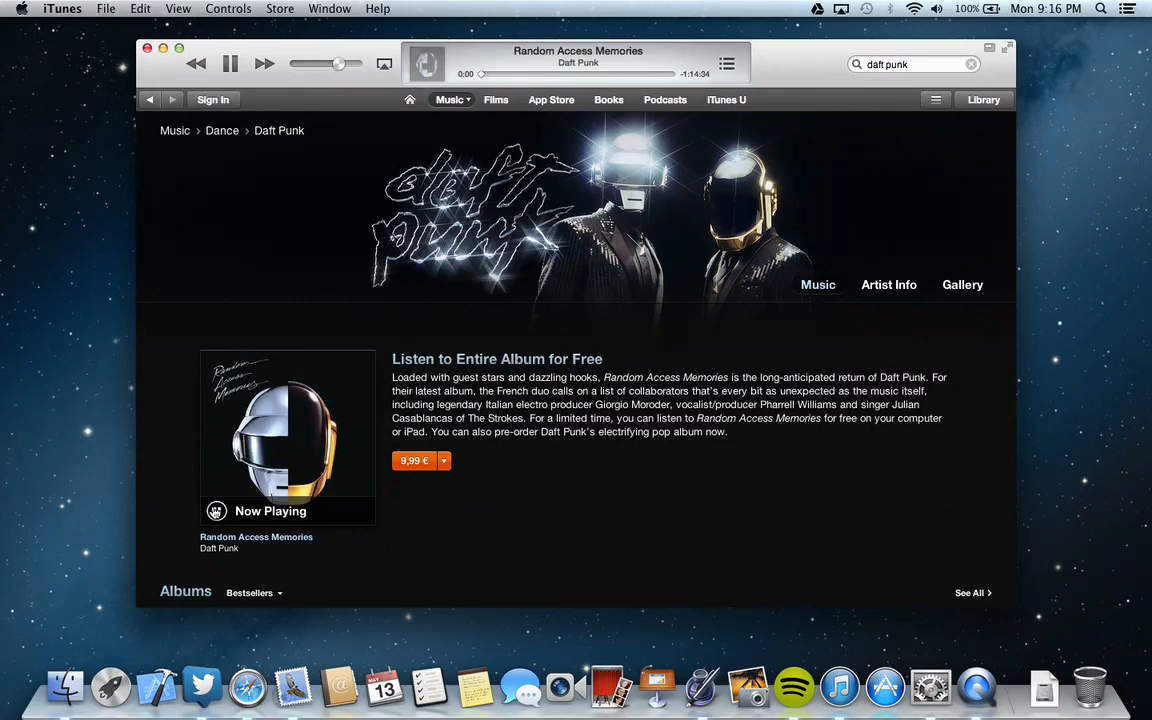 iTunes File Edit View Controls Store Window Help
100% Mon 9:16 PM
Random Access Memories
Daft Punk
0:00 -1:14:34
daft punk
Sign In Music Films App Store Books Podcasts iTunes U Library
Music › Dance › Daft Punk
daft punk
Music Artist Info Gallery
Random
Access
Memories
Listen to Entire Album for Free
Loaded with guest stars and dazzling hooks, Random Access Memories is the long-anticipated return of Daft Punk. For
their latest album, the French duo calls on a list of collaborators that's every bit as unexpected as the music itself,
including legendary Italian electro producer Giorgio Moroder, vocalist/producer Pharrell Williams and singer Julian
Casablancas of The Strokes. For a limited time, you can listen to Random Access Memories for free on your computer
or iPad. You can also pre-order Daft Punk's electrifying pop album now.
9,99 €
Now Playing
Random Access Memories
Daft Punk
Albums Bestsellers See All ›
MAY
13